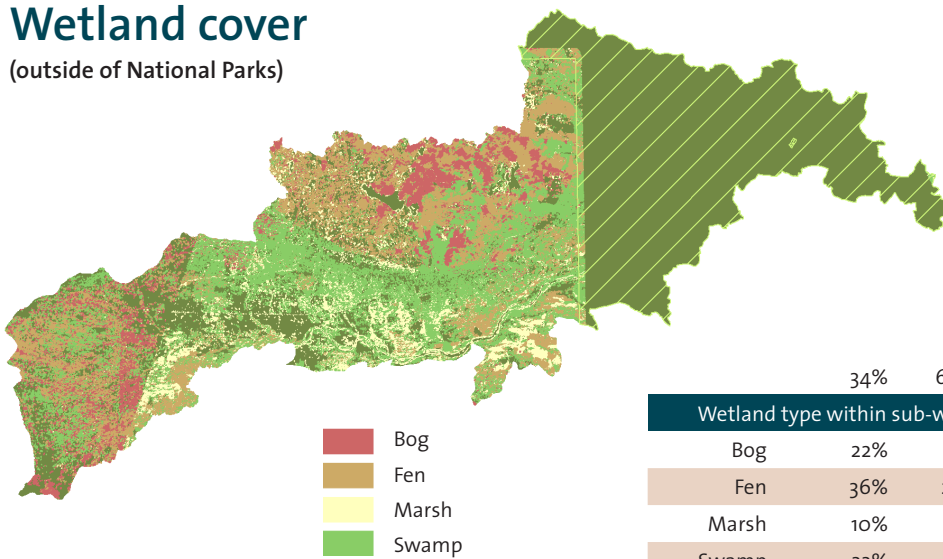 Wetland cover
(outside of National Parks)
Bog
Fen
Marsh
Swamp
34%
Wetland type within
Bog 22%
Fen 36%
Marsh 10%
Swamp